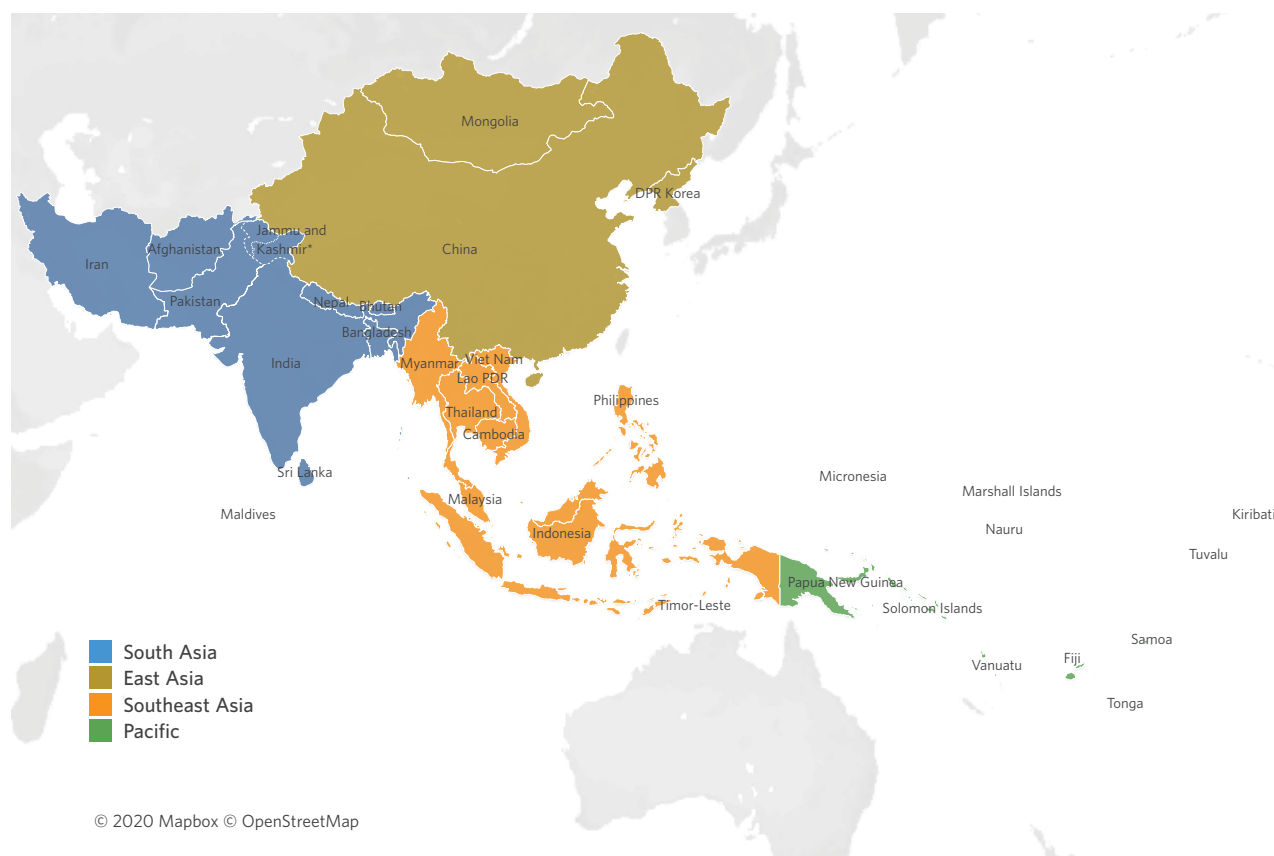 Mongolia
DPR Korea
Jammu and
Kashmir*
Afghanistan
China
Iran
Pakistan
Nepal
Bhutan
Bangladesh
India
Myanmar
Viet Nam
Lao PDR
Thailand
Philippines
Cambodia
Sri Lanka
Micronesia
Malaysia
Marshall Islands
Maldives
Kiribati
Nauru
Indonesia
Tuvalu
Papua New Guinea
Timor-Leste
Solomon Islands
Samoa
Fiji
Vanuatu
Tonga
South Asia
East Asia
Southeast Asia
Pacific
© 2020 Mapbox © OpenStreetMap